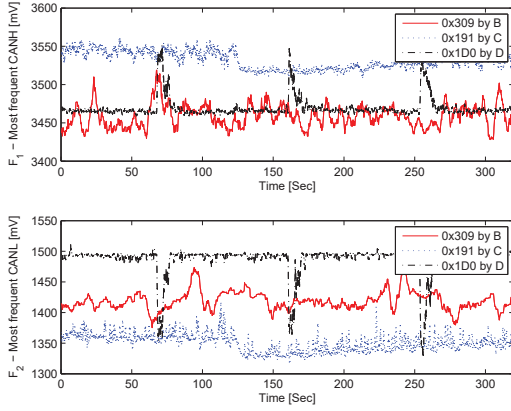 3600
3550
3500
3450
3400
F1 – Most frequent CANH [mV]
0x309 by B
0x191 by C
0x1D0 by D
0 50 100 150 200 250 300
Time [Sec]
1550
1500
1450
1400
1350
1300
F2 – Most frequent CANL [mV]
0x309 by B
0x191 by C
0x1D0 by D
0 50 100 150 200 250 300
Time [Sec]